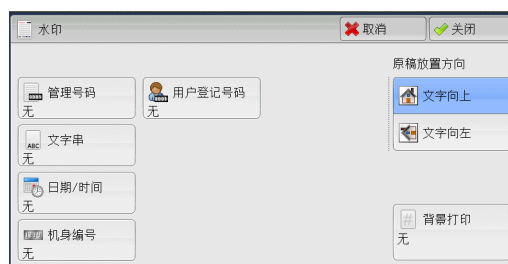 水印
取消
关闭
原稿放置方向
管理号码
无
用户登记号码
无
文字向上
ABC
文字串
无
文字向左
日期/时间
无
机身编号
无
#
背景打印
无